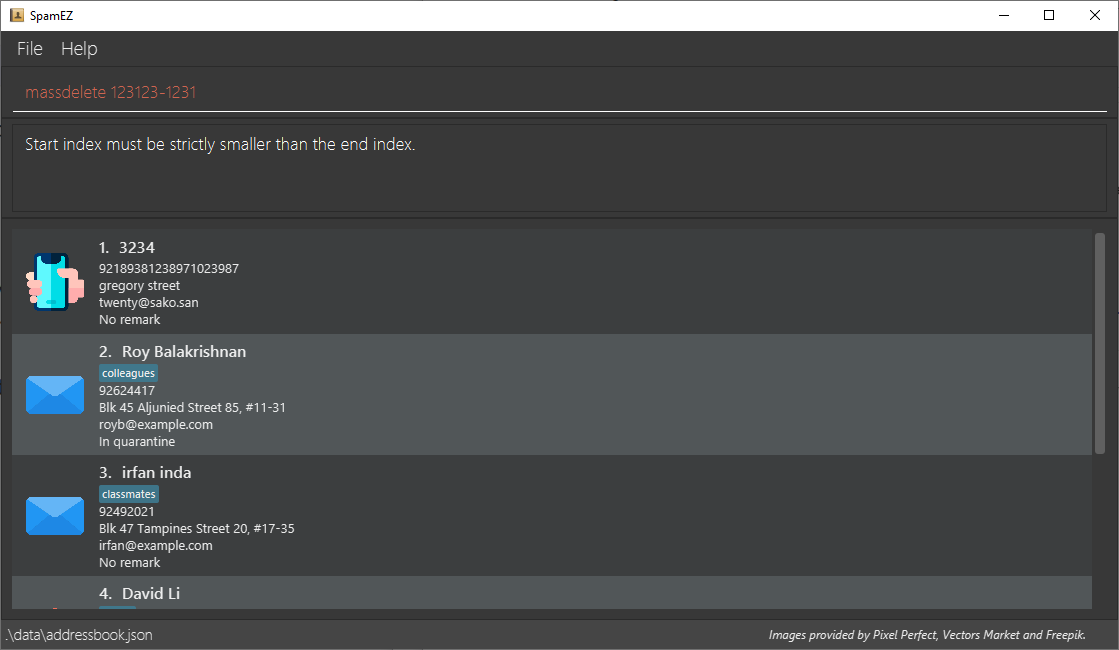 SpamEZ
File Help
massdelete 123123-1231
Start index must be strictly smaller than the end index.
1. 3234
92189381238971023987
gregory street
twenty@sako.san
No remark
2. Roy Balakrishnan
colleagues
92624417
Blk 45 Aljunied Street 85, #11-31
royb@example.com
In quarantine
3. irfan inda
classmates
92492021
Blk 47 Tampines Street 20, #17-35
irfan@example.com
No remark
4. David Li
.\data\addressbook.json
Images provided by Pixel Perfect, Vectors Market and Freepik.